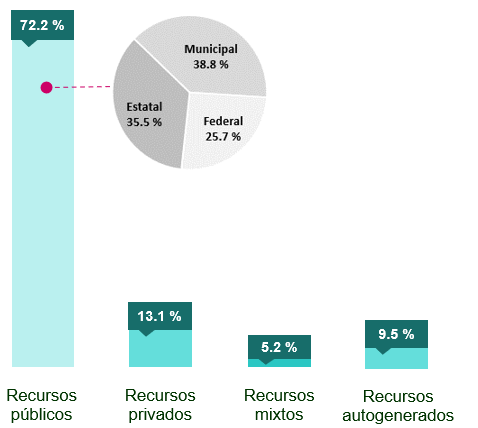 72.2 %
Municipal
38.8 %
Estatal
35.5 %
Federal
25.7 %
13.1 %
5.2 %
9.5 %
Recursos
públicos
Recursos
privados
Recursos
mixtos
Recursos
autogenerados